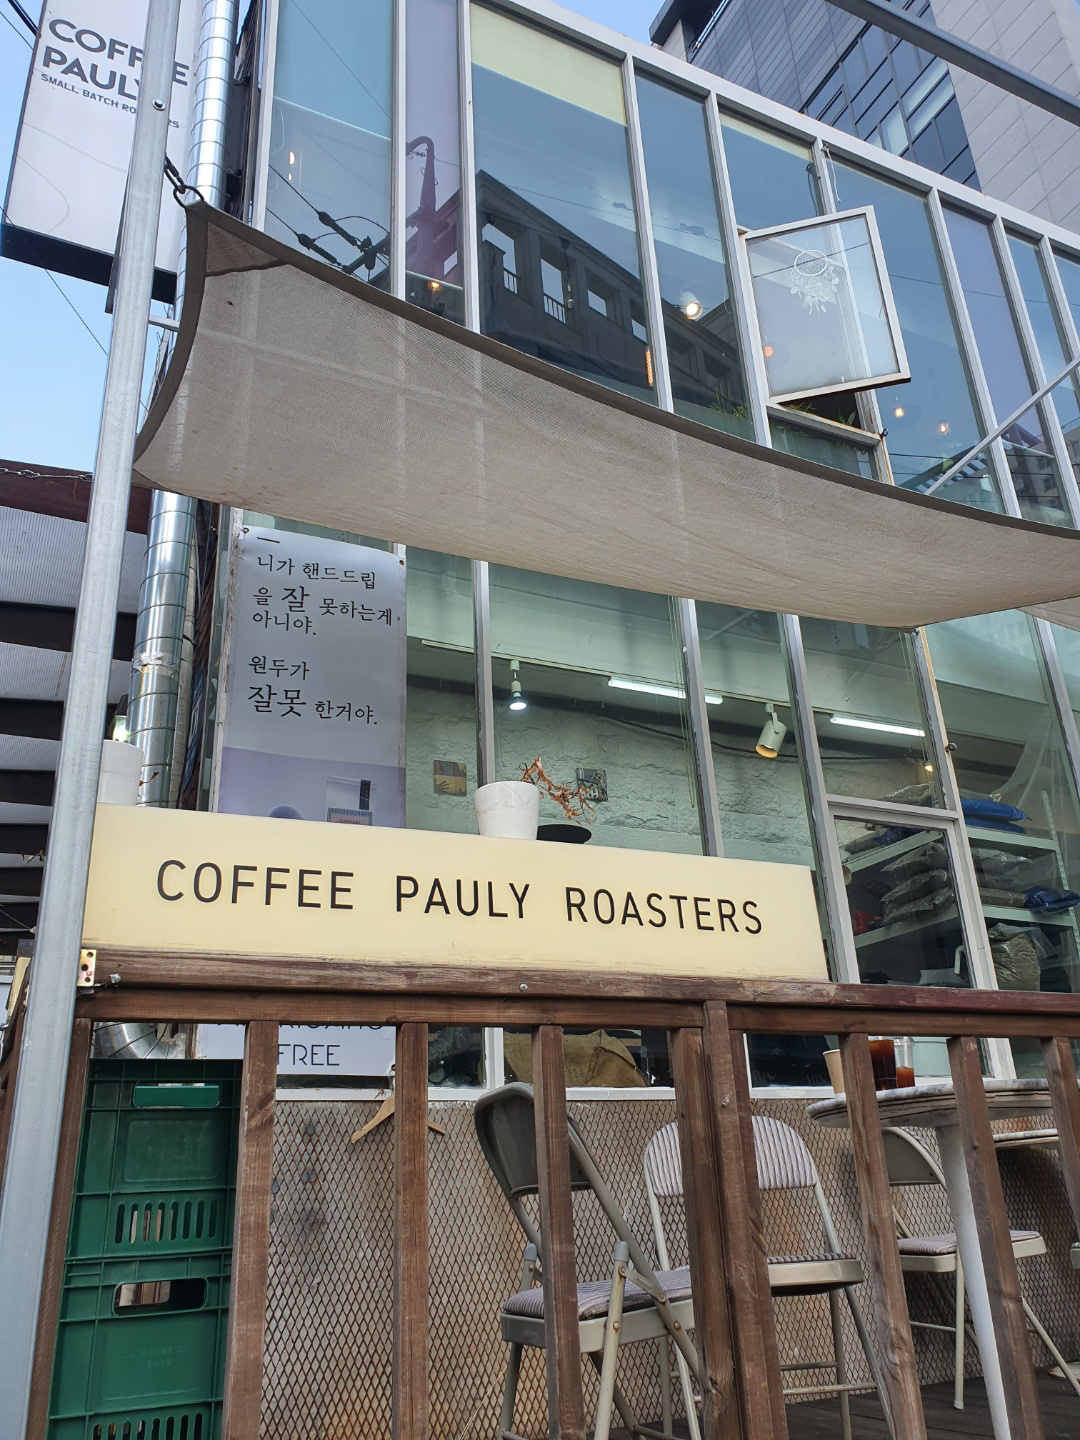 COFFEE
PAULY
SMALL BATCH ROASTERS
니가 핸드드립
을 잘 못하는게
아니야.
원두가
잘못 한거야.
COFFEE PAULY ROASTERS
FREE